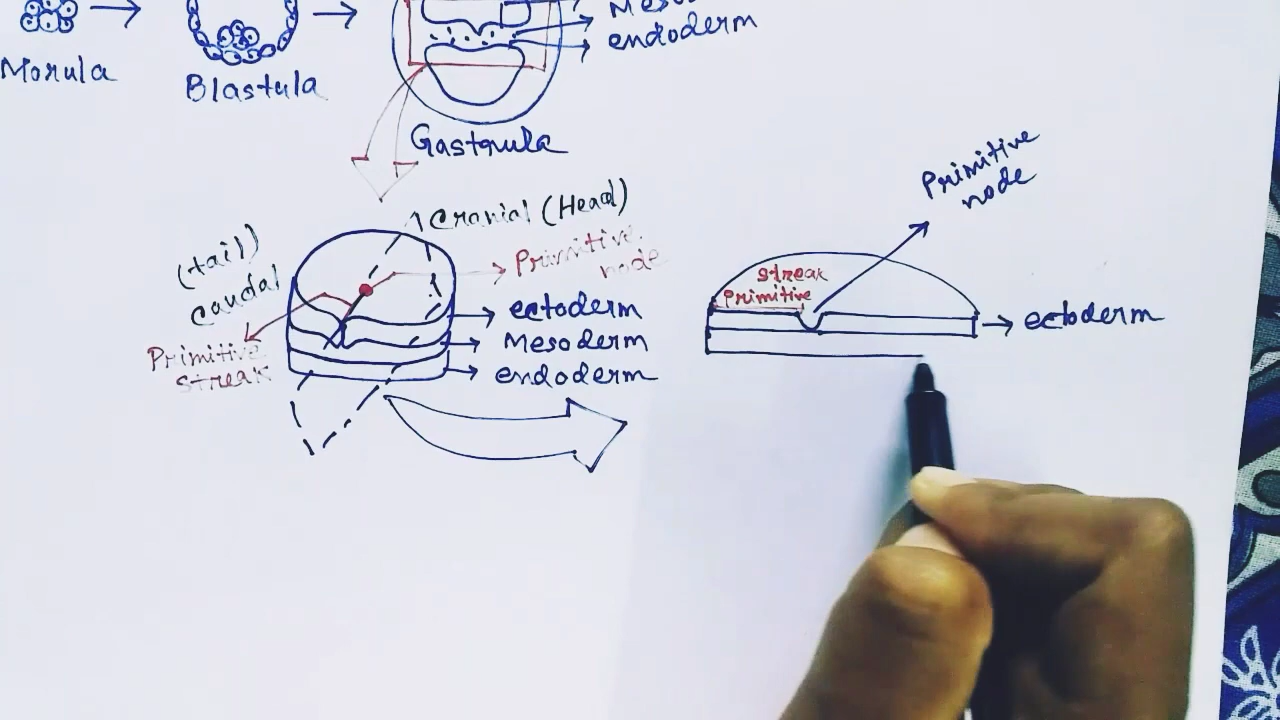 Meso
endoderm
Morula
Blastula
Gastrula
Primitive
node
Cranial (Head)
(tail)
caudal
Primitive
node
streak
Primitive
ectoderm
ectoderm
Mesoderm
endoderm
Primitive
streak